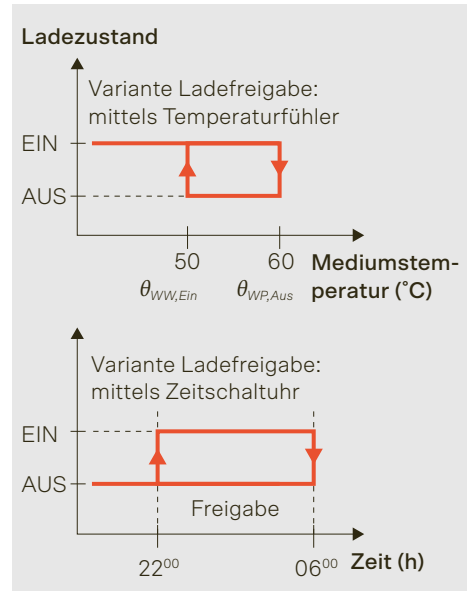 Ladezustand
Variante Ladefreigabe:
mittels Temperaturfühler
EIN
AUS
50
60
Mediumstem-
peratur (°C)
θWW,Ein
θWP,Aus
Variante Ladefreigabe:
mittels Zeitschaltuhr
EIN
AUS
Freigabe
22⁰⁰
06⁰⁰
Zeit (h)